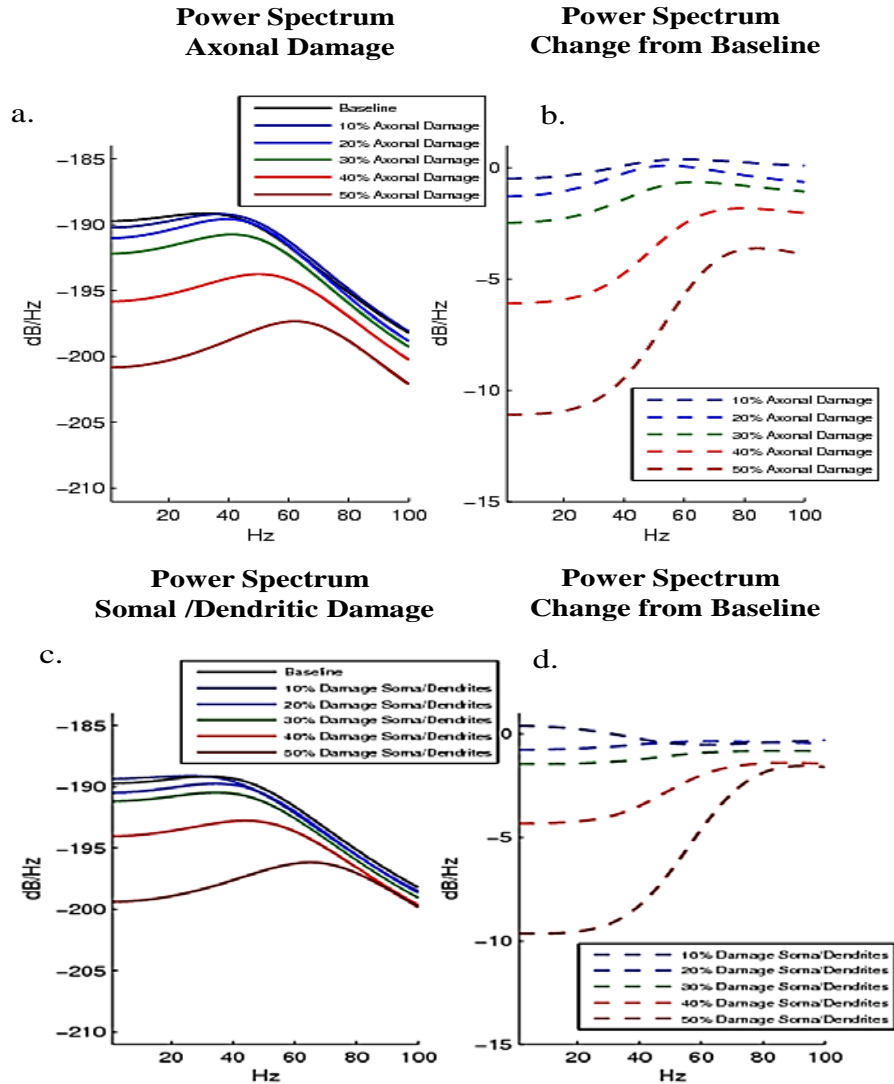 Power Spectrum
Axonal Damage
Power Spectrum
Change from Baseline
a.
Baseline
10% Axonal Damage
20% Axonal Damage
30% Axonal Damage
40% Axonal Damage
50% Axonal Damage
b.
−185
−190
−195
−200
−205
−210
dB/Hz
20
40
60
80
100
Hz
0
−5
−10
−15
dB/Hz
10% Axonal Damage
20% Axonal Damage
30% Axonal Damage
40% Axonal Damage
50% Axonal Damage
20
40
60
80
100
Hz
Power Spectrum
Somal /Dendritic Damage
Power Spectrum
Change from Baseline
c.
Baseline
10% Damage Soma/Dendrites
20% Damage Soma/Dendrites
30% Damage Soma/Dendrites
40% Damage Soma/Dendrites
50% Damage Soma/Dendrites
d.
−185
−190
−195
−200
−205
−210
dB/Hz
20
40
60
80
100
Hz
0
−5
−10
−15
dB/Hz
10% Damage Soma/Dendrites
20% Damage Soma/Dendrites
30% Damage Soma/Dendrites
40% Damage Soma/Dendrites
50% Damage Soma/Dendrites
20
40
60
80
100
Hz